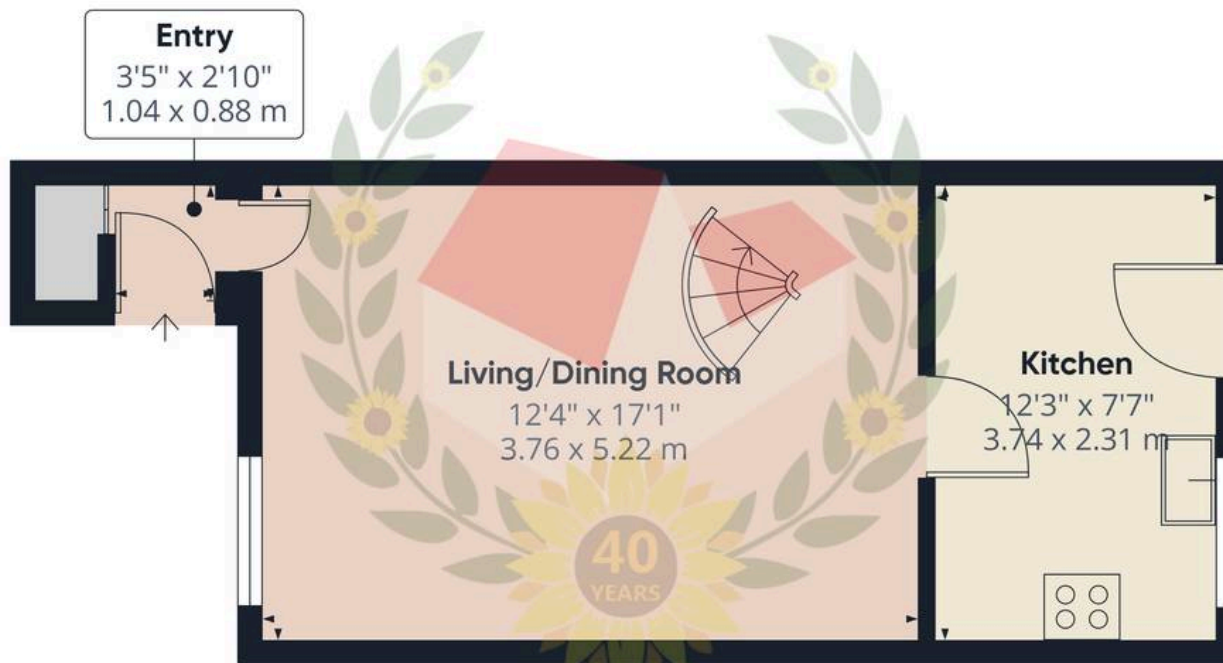 Entry
3'5" x 2'10"
1.04 x 0.88 m
Living/Dining Room
12'4" x 17'1"
3.76 x 5.22 m
Kitchen
12'3" x 7'7"
3.74 x 2.31 m
40
YEARS